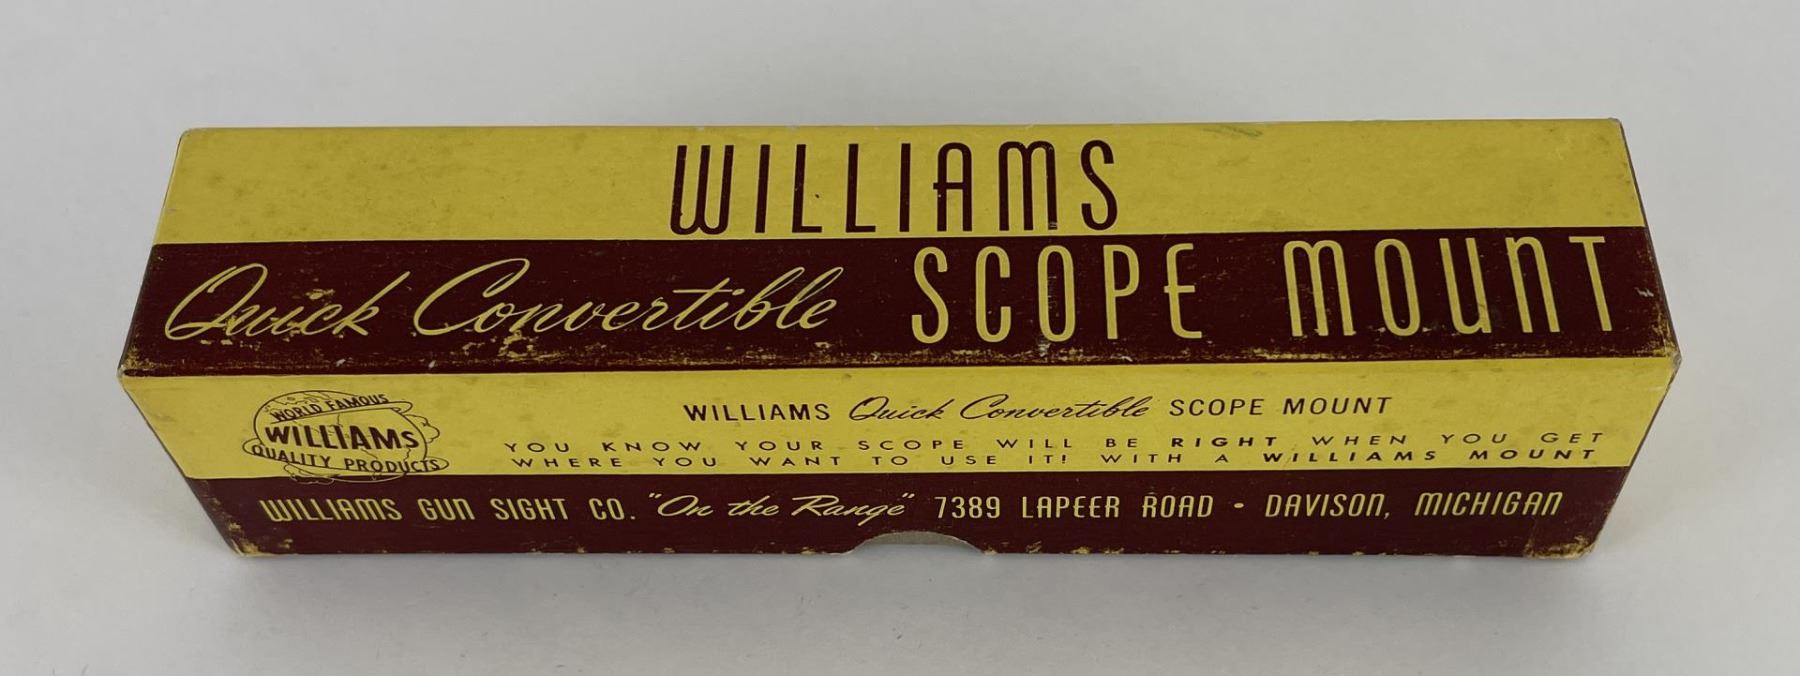 WILLIAMS
Quick Convertible SCOPE MOUNT
WORLD FAMOUS
WILLIAMS
QUALITY PRODUCTS
WILLIAMS Quick Convertible SCOPE MOUNT
YOU KNOW YOUR SCOPE WILL BE RIGHT WHEN YOU GET
WHERE YOU WANT TO USE IT! WITH A WILLIAMS MOUNT
WILLIAMS GUN SIGHT CO. "On the Range" 7389 LAPEER ROAD • DAVISON, MICHIGAN